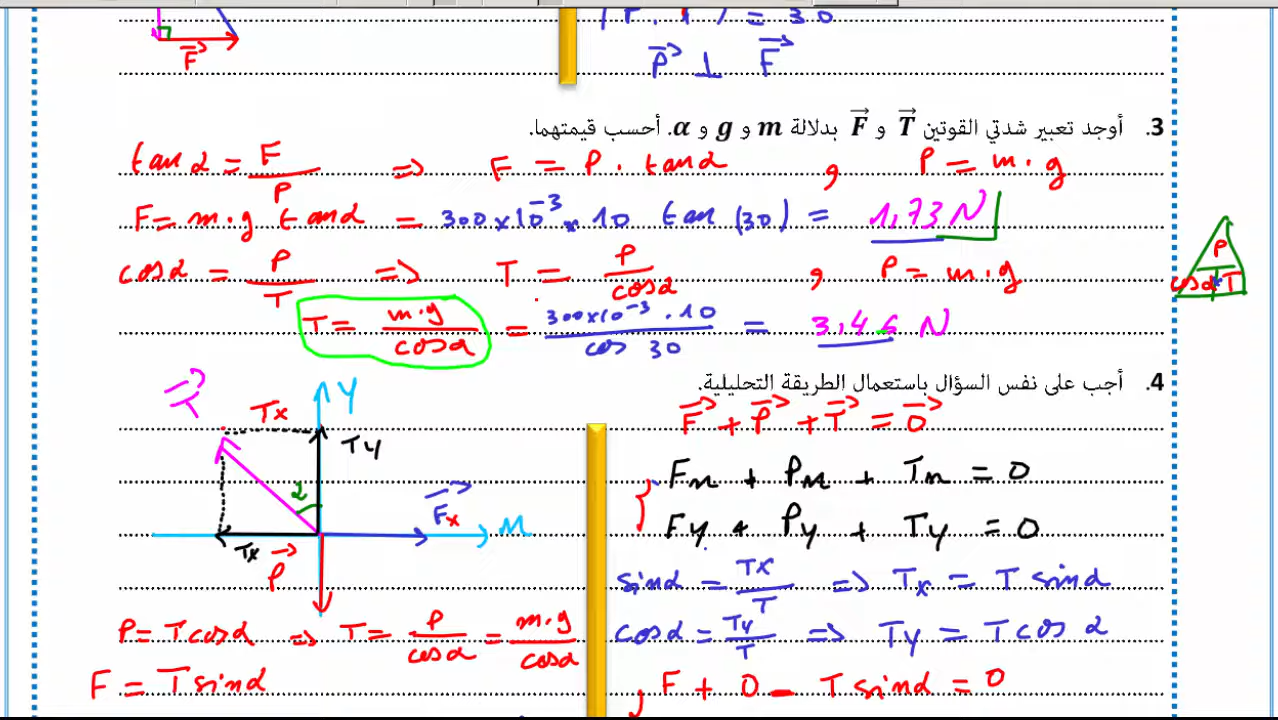 F = 30
P ⊥ F
3. أوجد تعبير شدتي القوتين T و F بدلالة m و g و α. أحسب قيمتهما.
tan α = F/P => F = P . tan α , P = m.g
F = m.g tan α = 300 x 10⁻³ x 10 tan (30) = 1,73 N
cos α = P/T => T = P/cos α , P = m.g
P
cos α T
T = m.g/cos α = 300x10⁻³ . 10/cos 30 = 3.46 N
4. أجب على نفس السؤال باستعمال الطريقة التحليلية.
T Tx Y
Ty
α
Fx x
Tx
P
F + P + T = 0
Fx + Px + Tx = 0
Fy + Py + Ty = 0
sin α = Tx/T => Tx = T sin α
cos α = Ty/T => Ty = T cos α
F + 0 - T sin α = 0
P = T cos α => T = P/cos α = m.g/cos α
F = T sin α